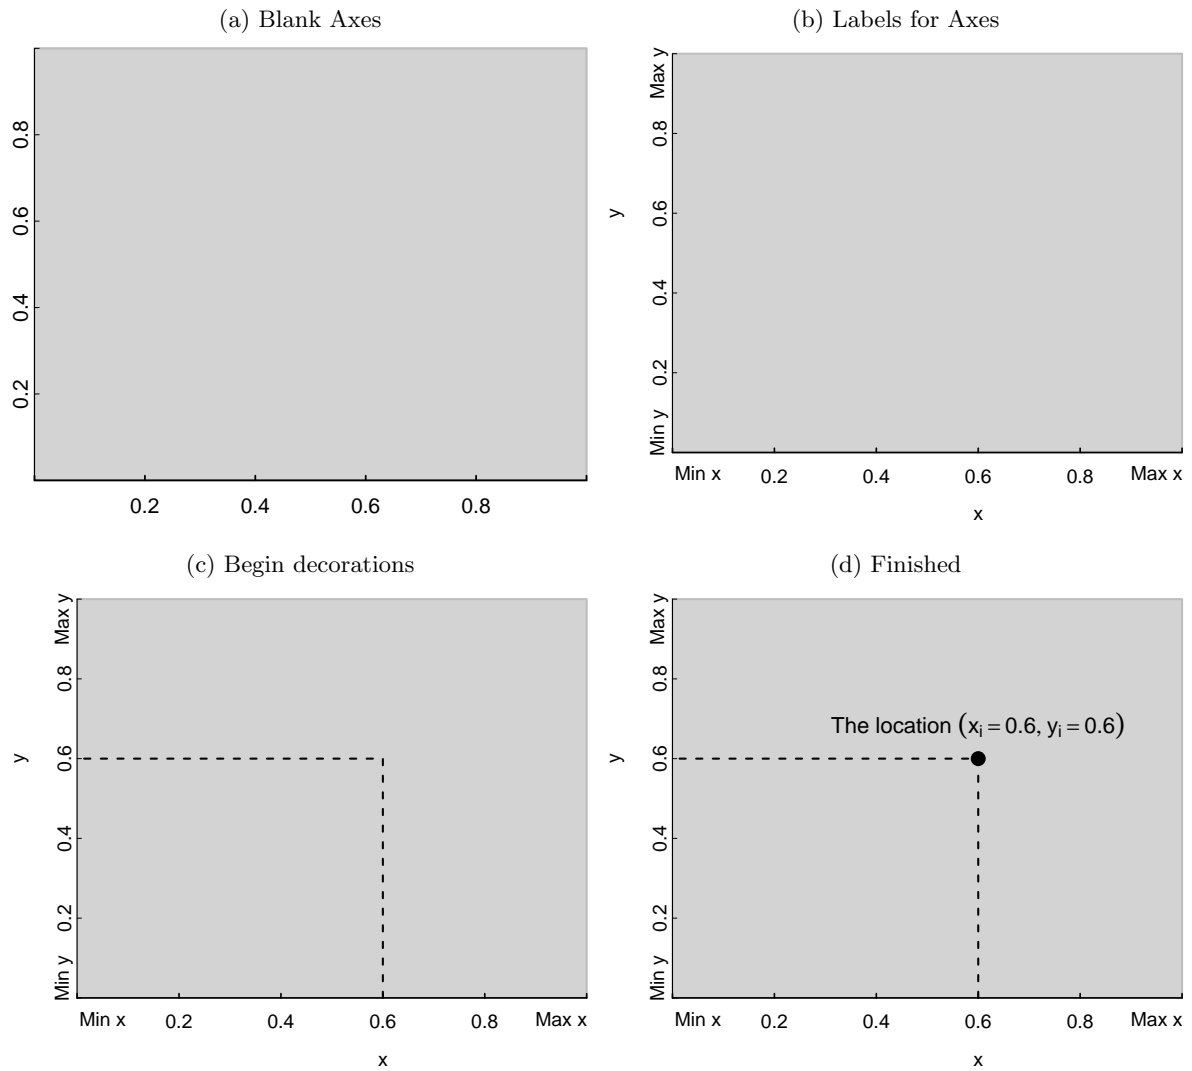 (a) Blank Axes
0.8
0.6
0.4
0.2
0.2 0.4 0.6 0.8
(b) Labels for Axes
Max y
0.8
0.6
0.4
0.2
Min y
y
Min x 0.2 0.4 0.6 0.8 Max x
x
(c) Begin decorations
Max y
0.8
0.6
0.4
0.2
Min y
y
Min x 0.2 0.4 0.6 0.8 Max x
x
(d) Finished
Max y
0.8
0.6
0.4
0.2
Min y
y
The location (xᵢ = 0.6, yᵢ = 0.6)
Min x 0.2 0.4 0.6 0.8 Max x
x